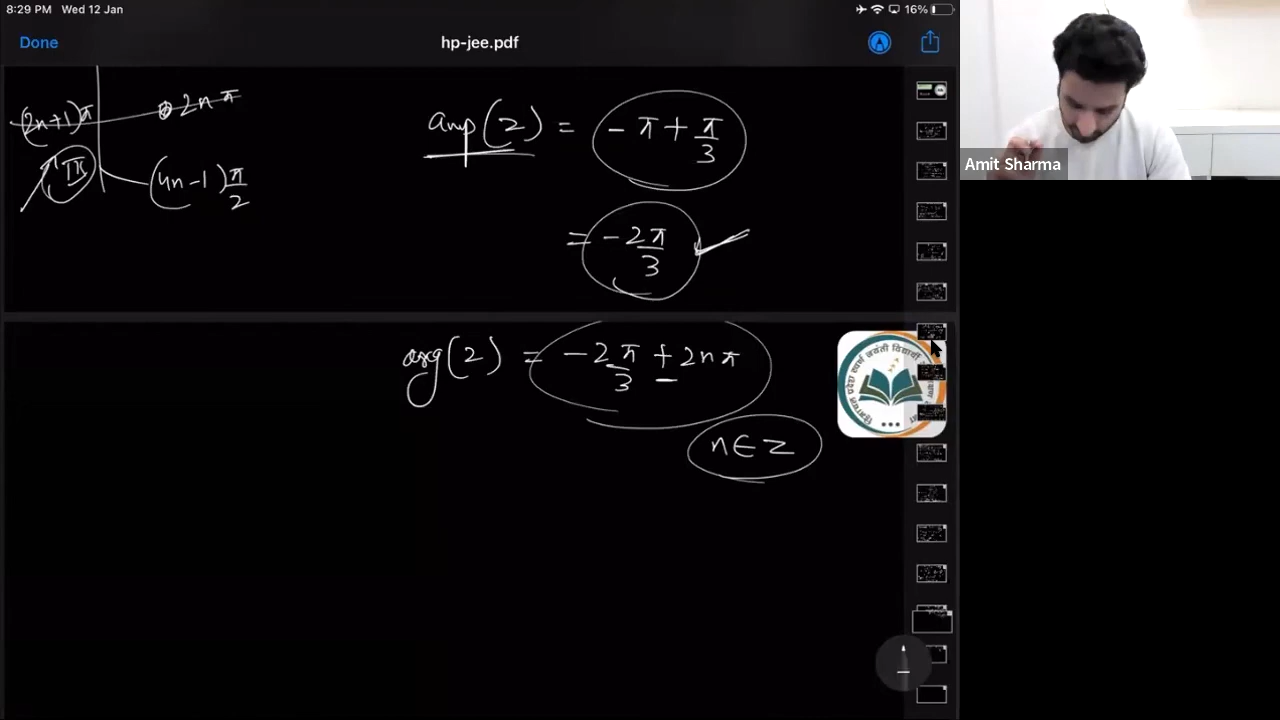 8:29 PM Wed 12 Jan
16%
Done
hp-jee.pdf
(2n+1)π
2nπ
III
(4n-1)π/2
amp(z) = -π+π/3
= -2π/3
arg(z) = -2π/3 + 2nπ
n∈Z
Amit Sharma